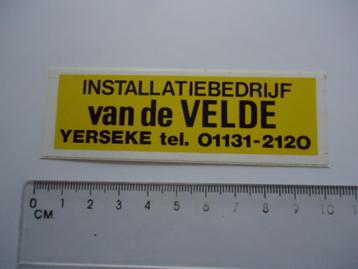 INSTALLATIEBEDRIJF
van de VELDE
YERSEKE tel. 01131-2120
0 1 2 3 4 5 6 7 8 9 10 1
CM